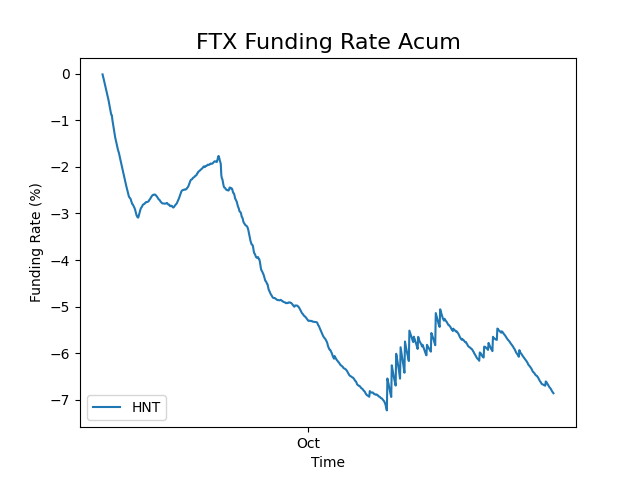 FTX Funding Rate Acum
Funding Rate (%)
0
−1
−2
−3
−4
−5
−6
−7
HNT
Oct
Time